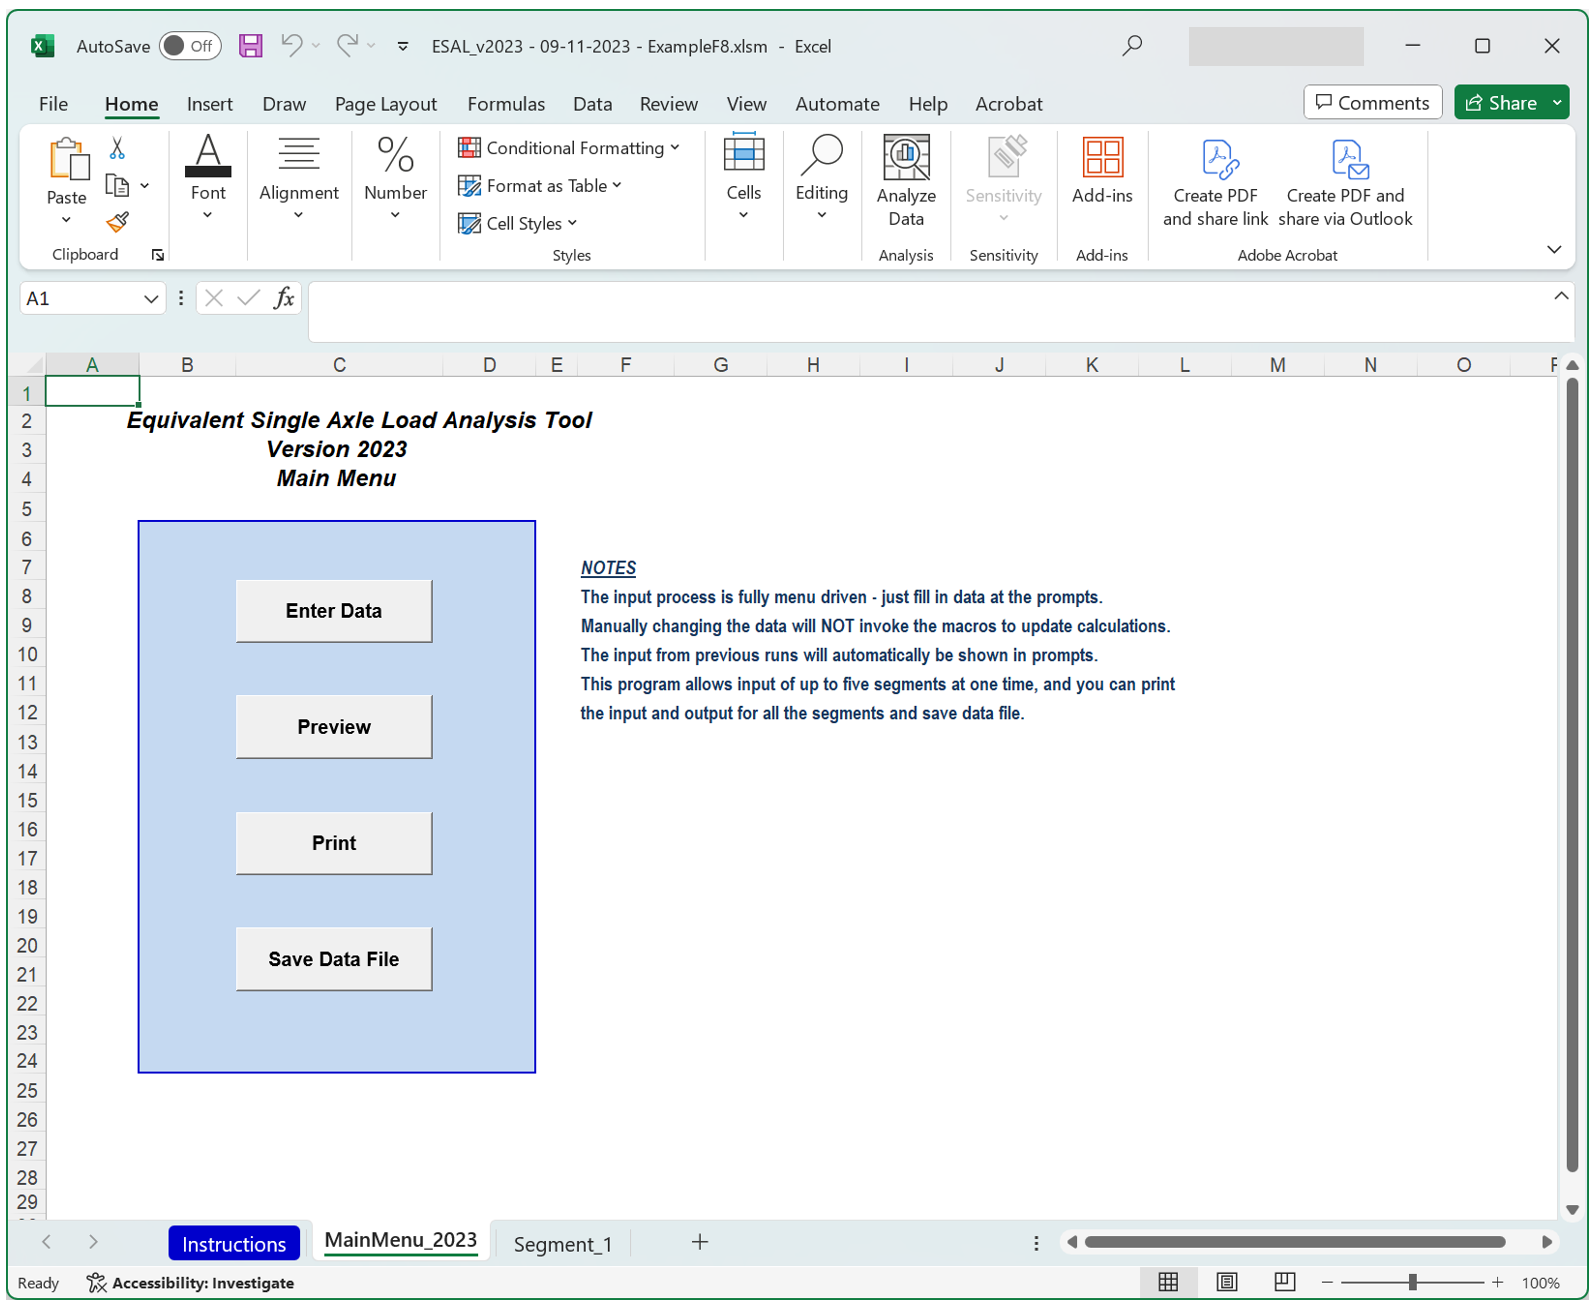 AutoSave Off ESAL_v2023 - 09-11-2023 - ExampleF8.xlsm - Excel
File Home Insert Draw Page Layout Formulas Data Review View Automate Help Acrobat Comments Share
Paste
Clipboard
Font
Alignment
%
Number
Conditional Formatting
Format as Table
Cell Styles
Styles
Cells
Editing
Analyze
Data
Analysis
Sensitivity
Sensitivity
Add-ins
Add-ins
Create PDF
and share link
Create PDF and
share via Outlook
Adobe Acrobat
A1 fx
A B C D E F G H I J K L M N O
1
2 Equivalent Single Axle Load Analysis Tool
3 Version 2023
4 Main Menu
5
6
7 NOTES
8 Enter Data The input process is fully menu driven - just fill in data at the prompts.
9 Manually changing the data will NOT invoke the macros to update calculations.
10 The input from previous runs will automatically be shown in prompts.
11 This program allows input of up to five segments at one time, and you can print
12 Preview the input and output for all the segments and save data file.
13
14
15
16 Print
17
18
19
20 Save Data File
21
22
23
24
25
26
27
28
29
Instructions MainMenu_2023 Segment_1 +
Ready Accessibility: Investigate 100%